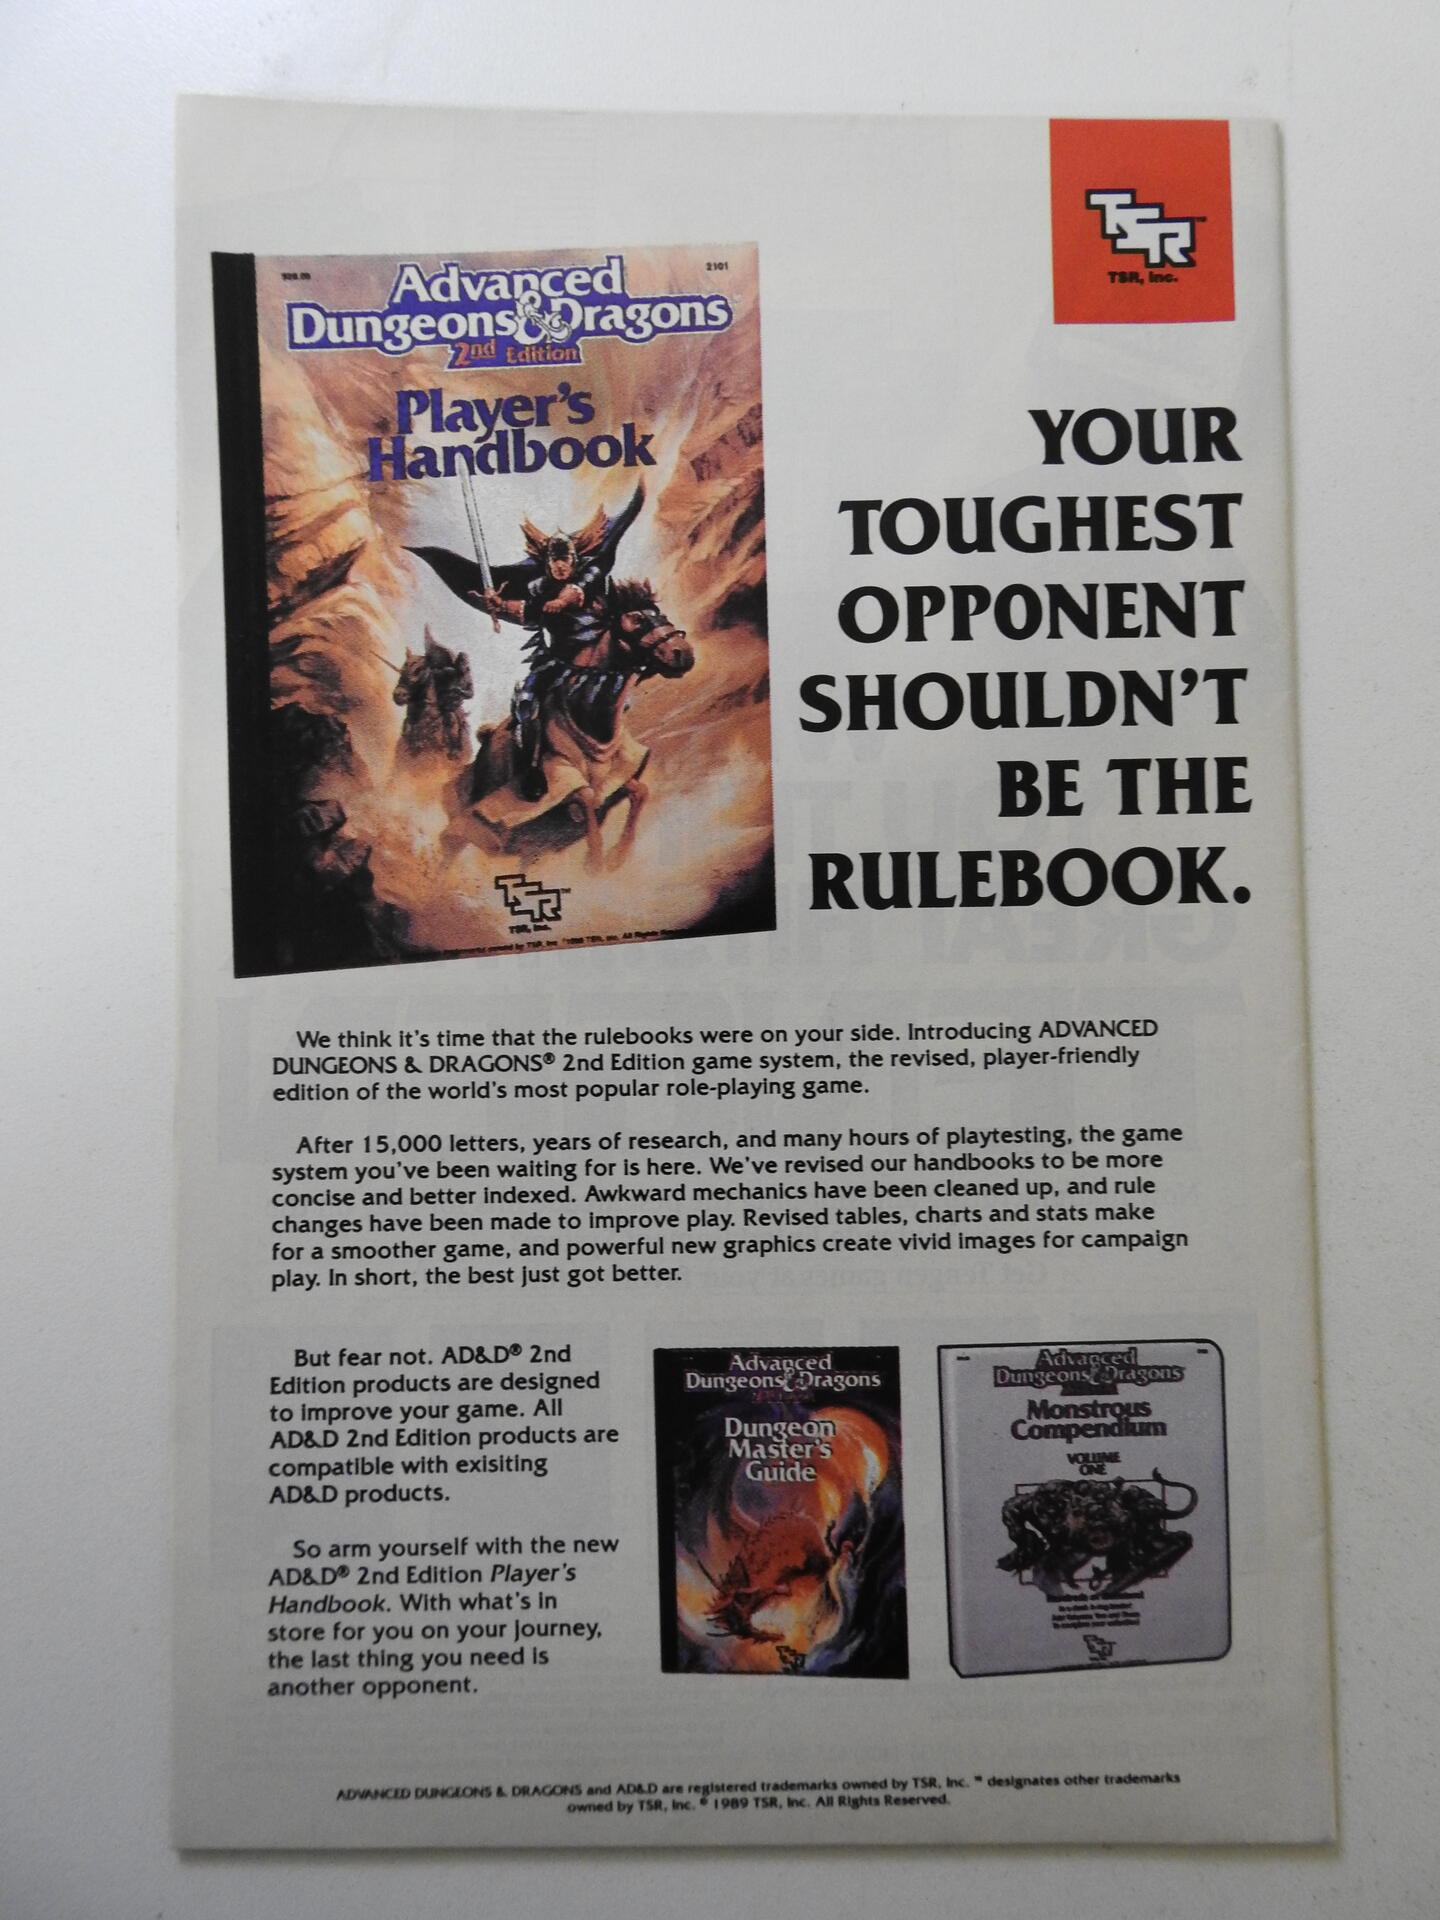 TSR™
TSR, Inc.
2101
Advanced
Dungeons & Dragons
2nd Edition
Player's
Handbook
TSR™
TSR, Inc.
YOUR
TOUGHEST
OPPONENT
SHOULDN'T
BE THE
RULEBOOK.
We think it's time that the rulebooks were on your side. Introducing ADVANCED
DUNGEONS & DRAGONS® 2nd Edition game system, the revised, player-friendly
edition of the world's most popular role-playing game.
After 15,000 letters, years of research, and many hours of playtesting, the game
system you've been waiting for is here. We've revised our handbooks to be more
concise and better indexed. Awkward mechanics have been cleaned up, and rule
changes have been made to improve play. Revised tables, charts and stats make
for a smoother game, and powerful new graphics create vivid images for campaign
play. In short, the best just got better.
But fear not. AD&D® 2nd
Edition products are designed
to improve your game. All
AD&D 2nd Edition products are
compatible with exisiting
AD&D products.
So arm yourself with the new
AD&D® 2nd Edition Player's
Handbook. With what's in
store for you on your journey,
the last thing you need is
another opponent.
Advanced
Dungeons & Dragons
Dungeon
Master's
Guide
TSR
Advanced
Dungeons & Dragons
Monstrous
Compendium
VOLUME
ONE
TSR
ADVANCED DUNGEONS & DRAGONS and AD&D are registered trademarks owned by TSR, Inc. ™ designates other trademarks
owned by TSR, Inc. © 1989 TSR, Inc. All Rights Reserved.